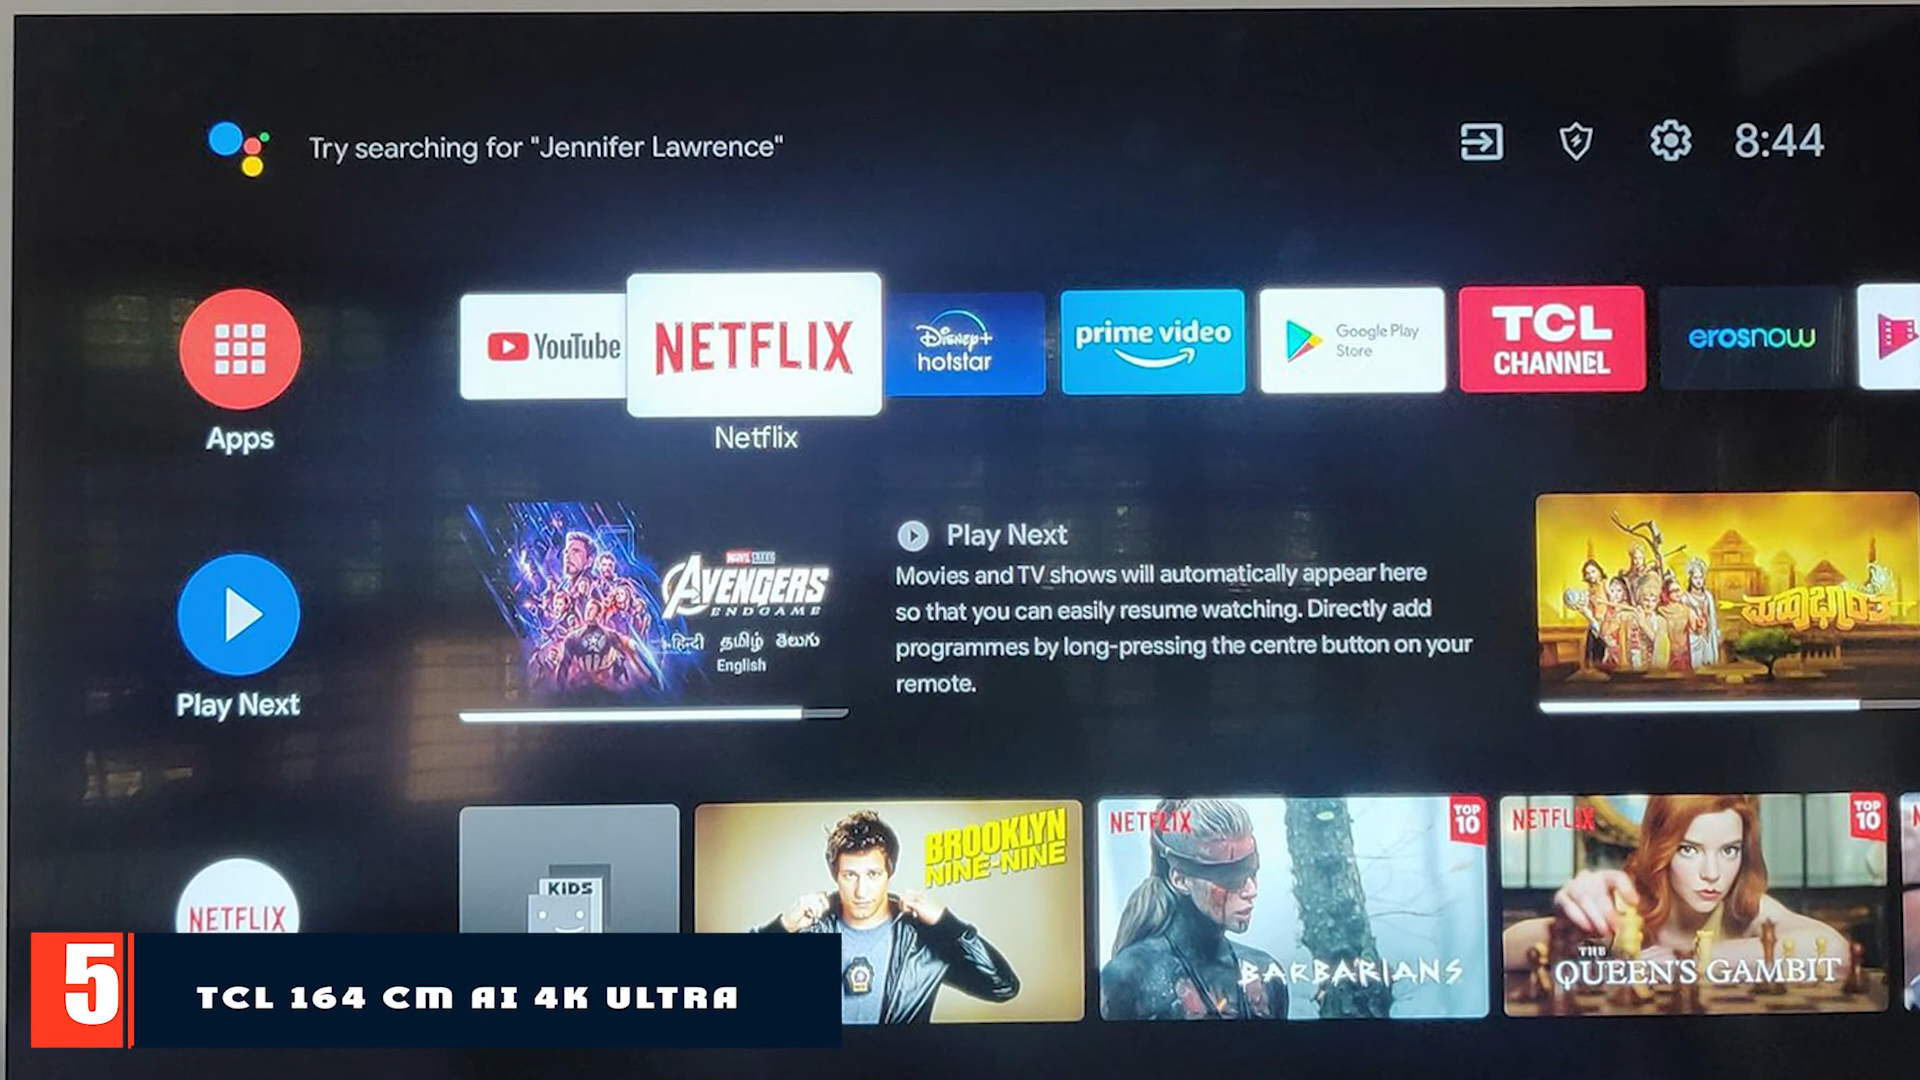 Try searching for "Jennifer Lawrence"
8:44
YouTube
NETFLIX
Disney+
hotstar
prime video
Google Play
Store
TCL
CHANNEL
erosnow
Apps
Netflix
MARVEL STUDIOS
AVENGERS
ENDGAME
हिन्दी தமிழ் తెలుగు
English
Play Next
Movies and TV shows will automatically appear here
so that you can easily resume watching. Directly add
programmes by long-pressing the centre button on your
remote.
ಮಹಾಭಾರತ
Play Next
NETFLIX
KiDS
BROOKLYN
NINE-NINE
NETFLIX
TOP
10
BARBARIANS
NETFLIX
TOP
10
THE
QUEEN'S GAMBIT
5
TCL 164 CM AI 4K ULTRA